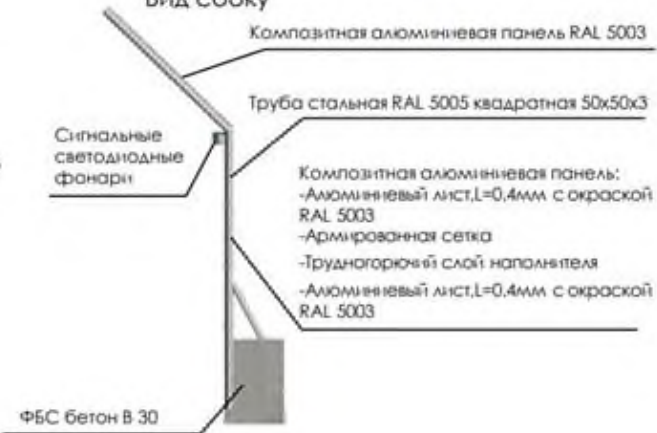 Вид сбоку
Композитная алюминиевая панель RAL 5003
Труба стальная RAL 5005 квадратная 50х50х3
Сигнальные
светодиодные
фонари
Композитная алюминиевая панель:
-Алюминиевый лист,L=0,4мм с окраской
RAL 5003
-Армированная сетка
-Трудногорючий слой наполнителя
-Алюминиевый лист,L=0,4мм с окраской
RAL 5003
ФБС бетон В 30